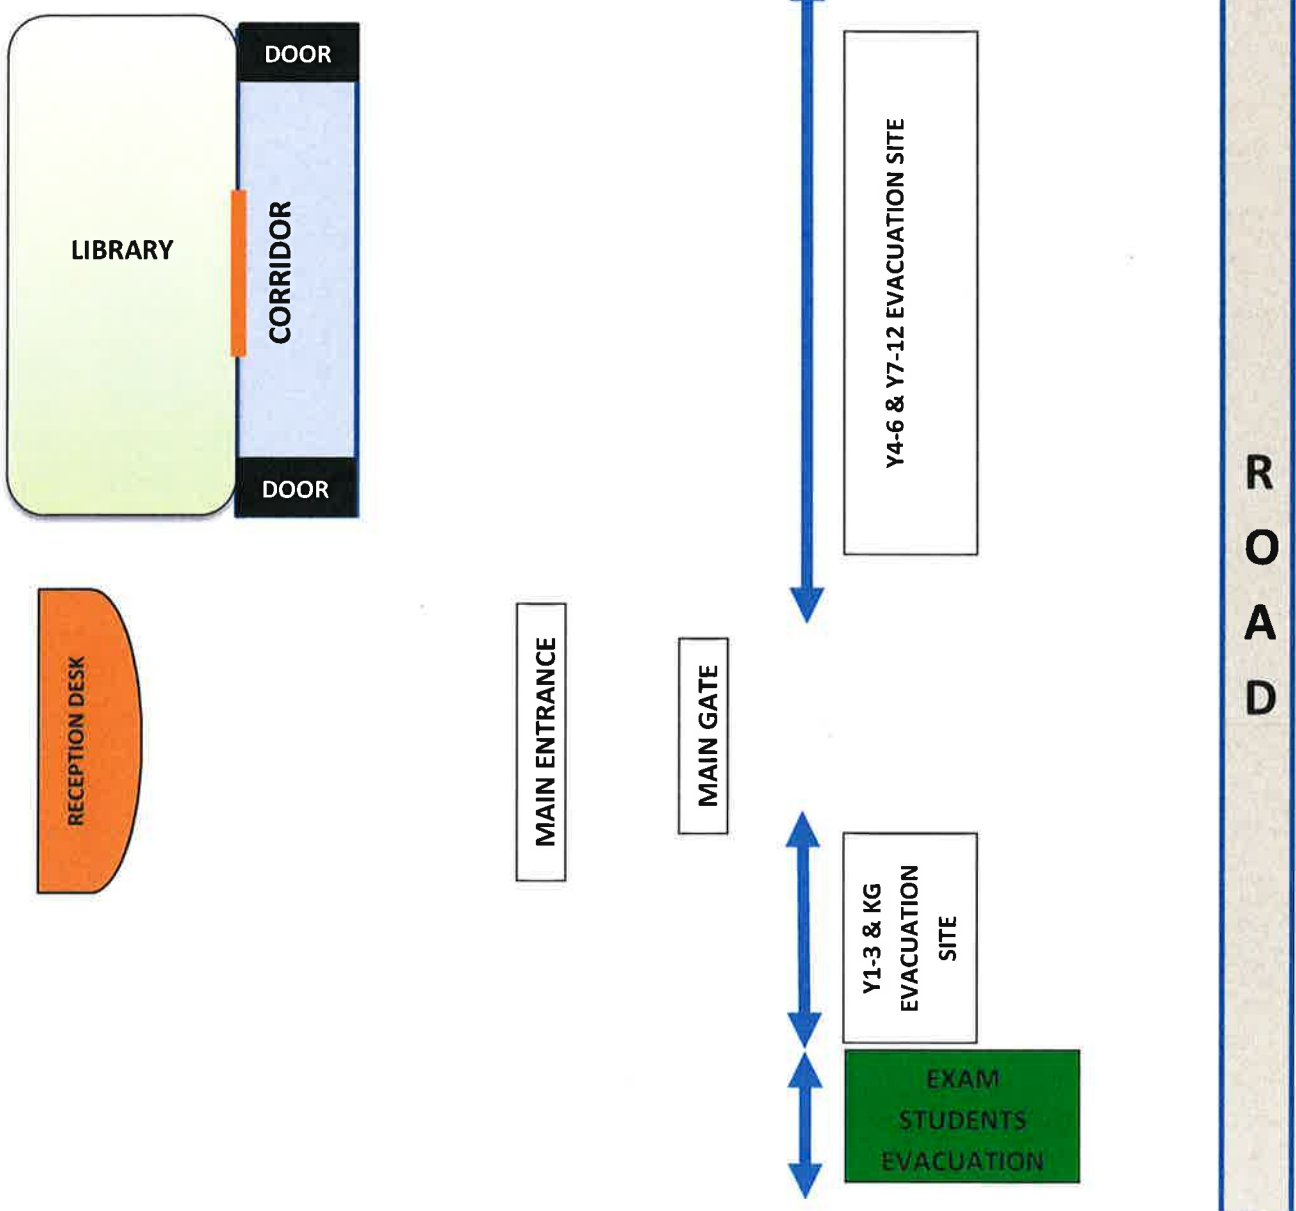 DOOR
LIBRARY
CORRIDOR
DOOR
Y4-6 & Y7-12 EVACUATION SITE
ROAD
RECEPTION DESK
MAIN ENTRANCE
MAIN GATE
Y1-3 & KG
EVACUATION
SITE
EXAM
STUDENTS
EVACUATION